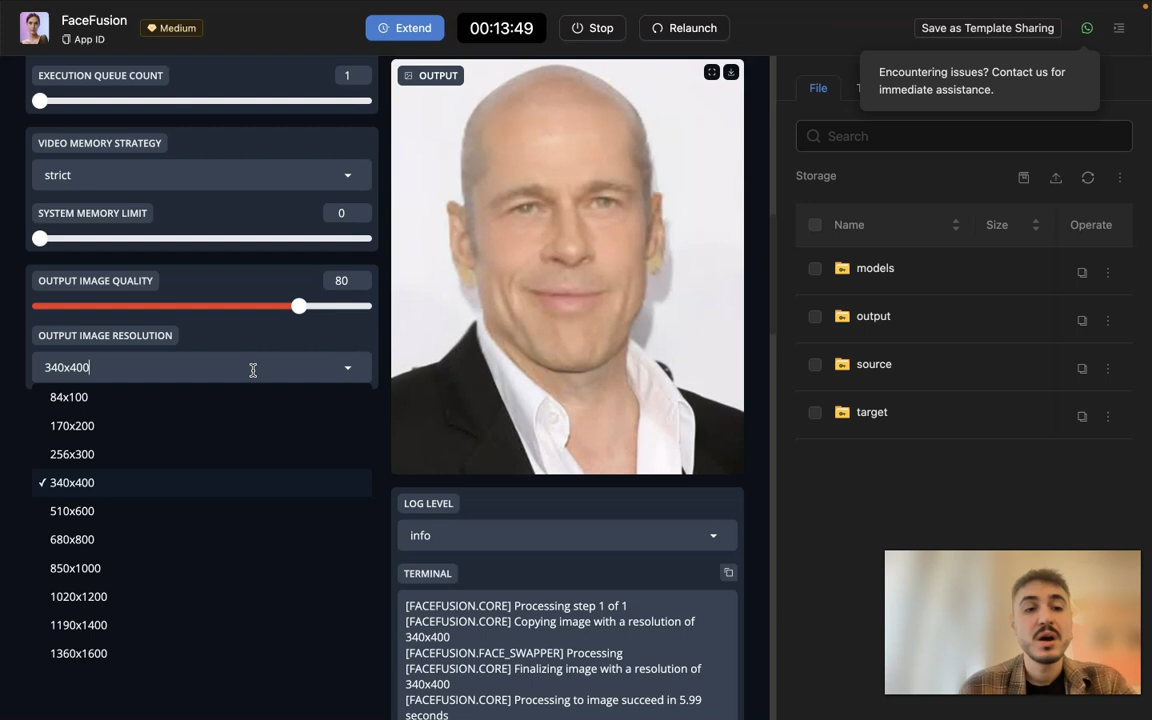 FaceFusion
App ID
Medium
Extend
00:13:49
Stop
Relaunch
Save as Template Sharing
Encountering issues? Contact us for
immediate assistance.
EXECUTION QUEUE COUNT
1
VIDEO MEMORY STRATEGY
strict
SYSTEM MEMORY LIMIT
0
OUTPUT IMAGE QUALITY
80
OUTPUT IMAGE RESOLUTION
340x400
84x100
170x200
256x300
✓ 340x400
510x600
680x800
850x1000
1020x1200
1190x1400
1360x1600
OUTPUT
LOG LEVEL
info
TERMINAL
[FACEFUSION.CORE] Processing step 1 of 1
[FACEFUSION.CORE] Copying image with a resolution of
340x400
[FACEFUSION.FACE_SWAPPER] Processing
[FACEFUSION.CORE] Finalizing image with a resolution of
340x400
[FACEFUSION.CORE] Processing to image succeed in 5.99
seconds
File
Search
Storage
Name
Size
Operate
models
output
source
target